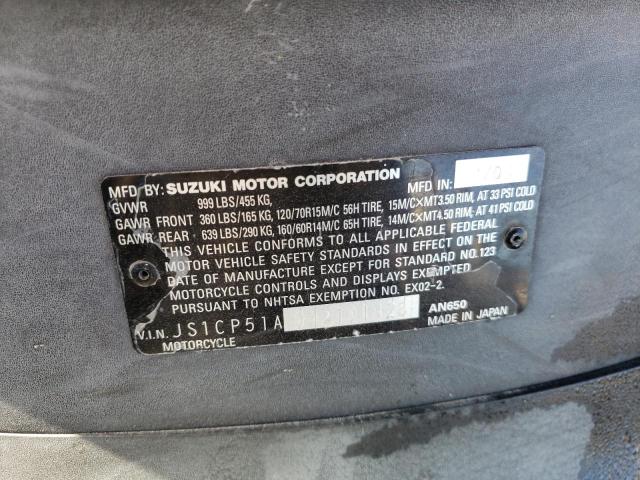 MFD BY: SUZUKI MOTOR CORPORATION MFD IN:
GVWR 999 LBS/455 KG,
GAWR FRONT 360 LBS/165 KG, 120/70R15M/C 56H TIRE, 15M/C×MT3.50 RIM, AT 33 PSI COLD
GAWR REAR 639 LBS/290 KG, 160/60R14M/C 65H TIRE, 14M/C×MT4.50 RIM, AT 41 PSI COLD
THIS VEHICLE CONFORMS TO ALL APPLICABLE FEDERAL
MOTOR VEHICLE SAFETY STANDARDS IN EFFECT ON THE
DATE OF MANUFACTURE EXCEPT FOR STANDARD NO.123
MOTORCYCLE CONTROLS AND DISPLAYS EXEMPTED
PURSUANT TO NHTSA EXEMPTION NO. EX02-2.
V.I.N. JS1CP51A AN650
MOTORCYCLE MADE IN JAPAN